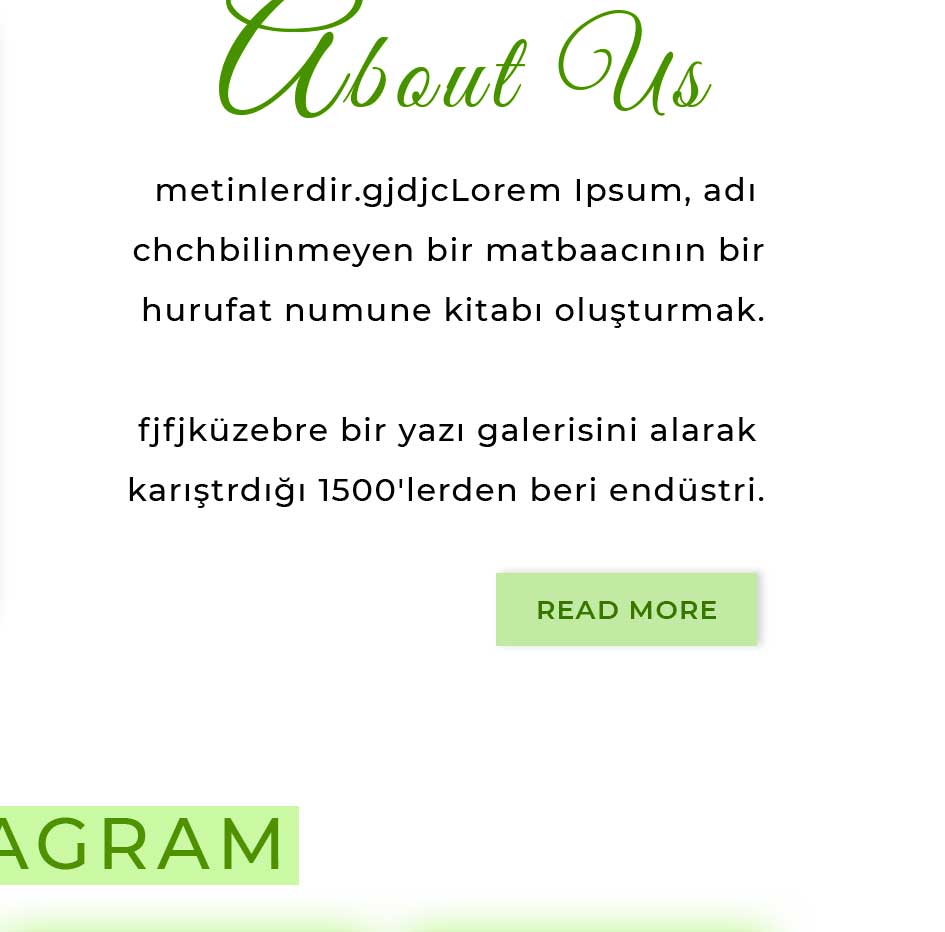 About Us
metinlerdir.gjdjcLorem Ipsum, adı
chchbilinmeyen bir matbaacının bir
hurufat numune kitabı oluşturmak.
fjfjküzebre bir yazı galerisini alarak
karıştrdığı 1500'lerden beri endüstri.
READ MORE
AGRAM